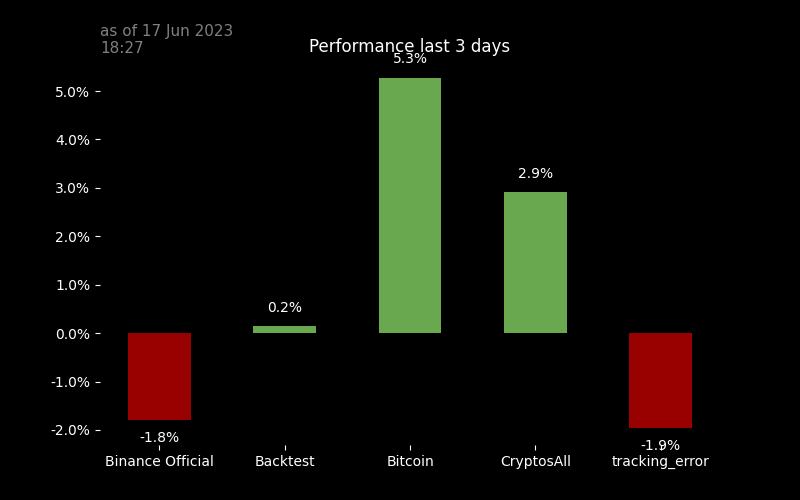 as of 17 Jun 2023
18:27
Performance last 3 days
5.3%
5.0%
4.0%
2.9%
3.0%
2.0%
1.0%
0.2%
0.0%
-1.0%
-2.0%
-1.8%
-1.9%
Binance Official
Backtest
Bitcoin
CryptosAll
tracking_error